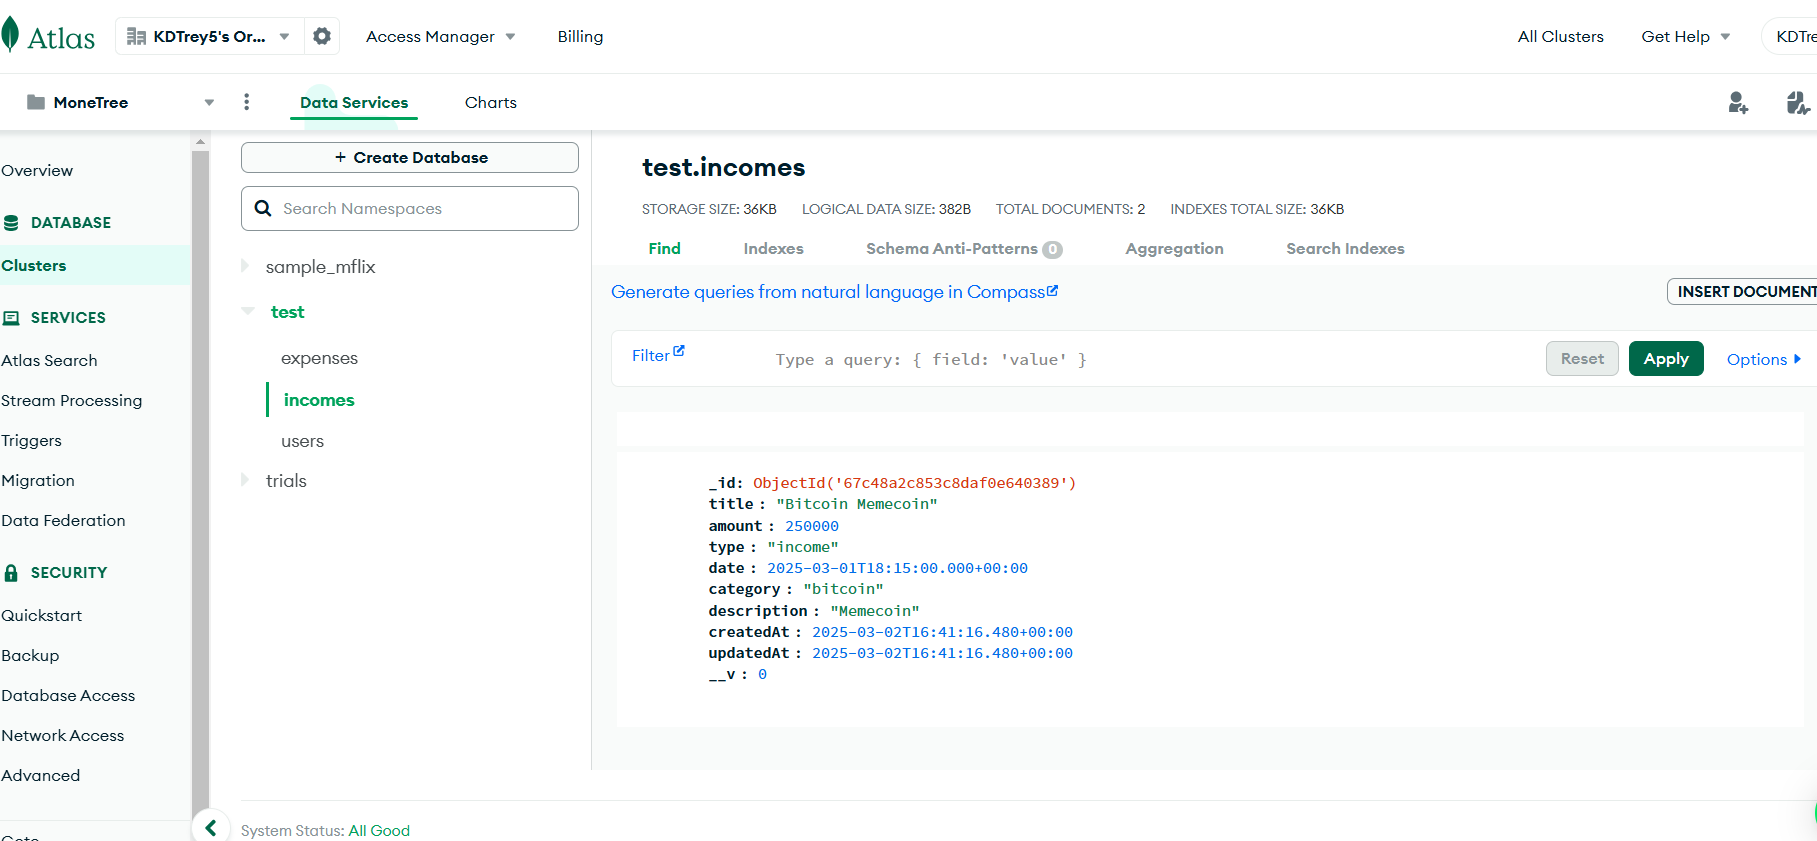 Atlas
KDTrey5's Or...
Access Manager
Billing
All Clusters
Get Help
KDTre
MoneTree
Data Services
Charts
Overview
DATABASE
Clusters
SERVICES
Atlas Search
Stream Processing
Triggers
Migration
Data Federation
SECURITY
Quickstart
Backup
Database Access
Network Access
Advanced
+ Create Database
Search Namespaces
sample_mflix
test
expenses
incomes
users
trials
test.incomes
STORAGE SIZE: 36KB LOGICAL DATA SIZE: 382B TOTAL DOCUMENTS: 2 INDEXES TOTAL SIZE: 36KB
Find Indexes Schema Anti-Patterns 0 Aggregation Search Indexes
Generate queries from natural language in Compass
INSERT DOCUMENT
Filter
Type a query: { field: 'value' }
Reset
Apply
Options
_id: ObjectId('67c48a2c853c8daf0e640389')
title : "Bitcoin Memecoin"
amount : 250000
type : "income"
date : 2025-03-01T18:15:00.000+00:00
category : "bitcoin"
description : "Memecoin"
createdAt : 2025-03-02T16:41:16.480+00:00
updatedAt : 2025-03-02T16:41:16.480+00:00
__v : 0
System Status: All Good